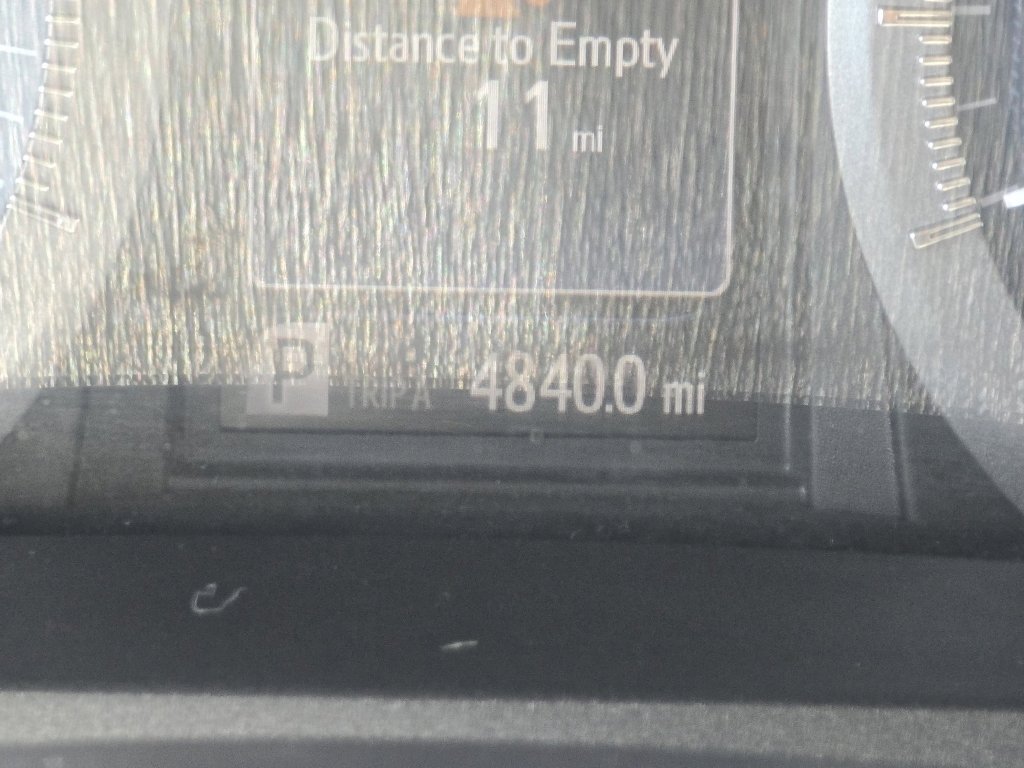 Distance to Empty
11 mi
P TRIP A 4840.0 mi